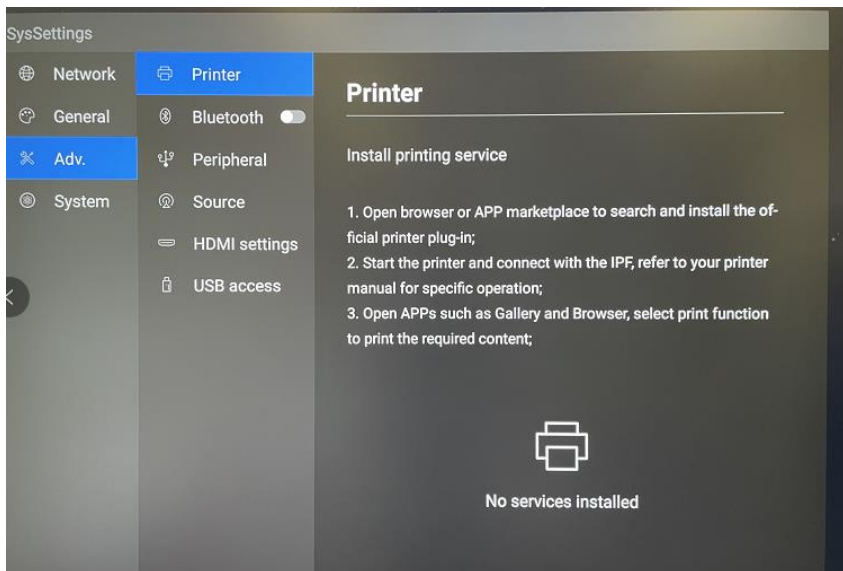 SysSettings
Network
General
Adv.
System
Printer
Bluetooth
Peripheral
Source
HDMI settings
USB access
Printer
Install printing service
1. Open browser or APP marketplace to search and install the of-
ficial printer plug-in;
2. Start the printer and connect with the IPF, refer to your printer
manual for specific operation;
3. Open APPs such as Gallery and Browser, select print function
to print the required content;
No services installed